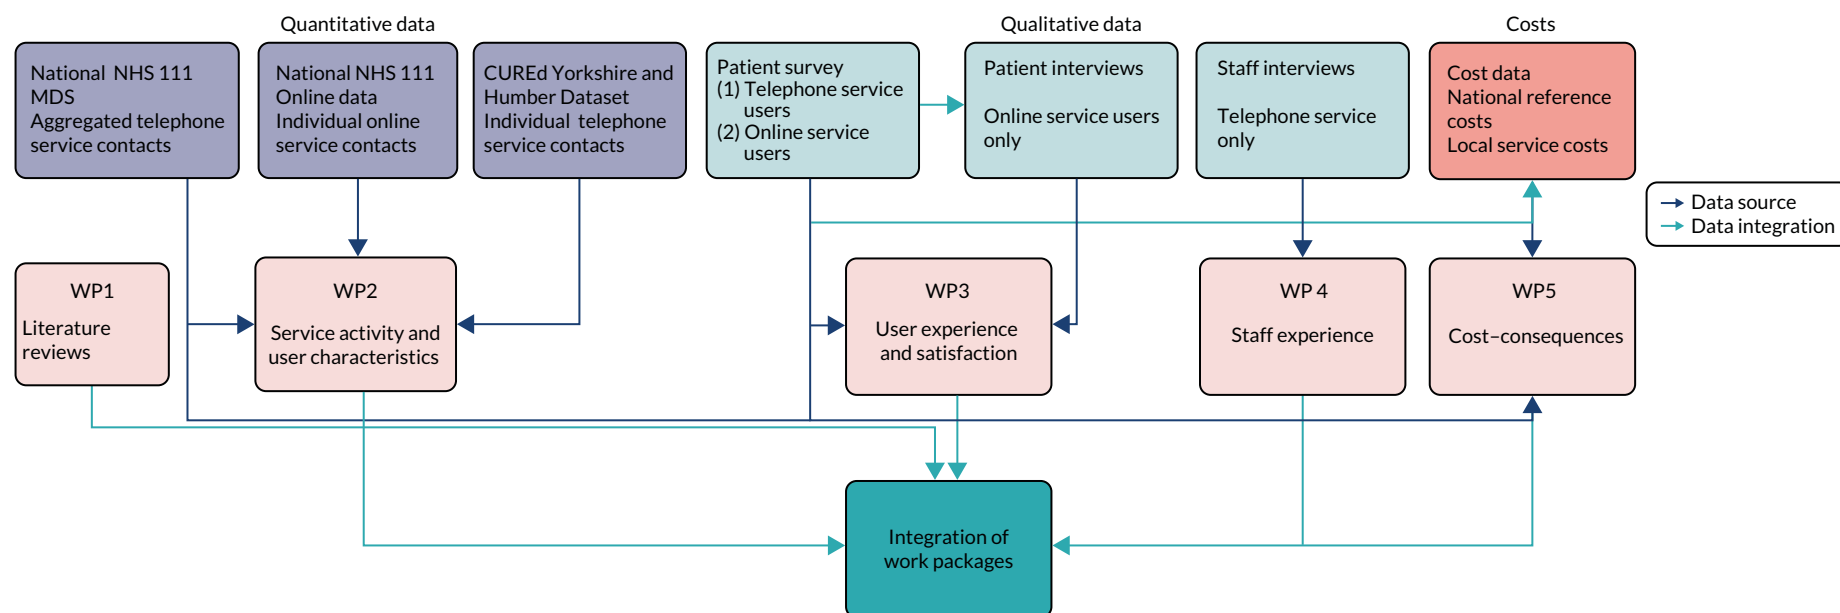 Quantitative data
Qualitative data
Costs
National NHS 111
MDS
Aggregated telephone
service contacts
National NHS 111
Online data
Individual online
service contacts
CUREd Yorkshire and
Humber Dataset
Individual telephone
service contacts
Patient survey
(1) Telephone service
users
(2) Online service
users
Patient interviews
Online service users
only
Staff interviews
Telephone service
only
Cost data
National reference
costs
Local service costs
Data source
Data integration
WP1
Literature
reviews
WP2
Service activity and
user characteristics
WP3
User experience
and satisfaction
WP 4
Staff experience
WP5
Cost–consequences
Integration of
work packages